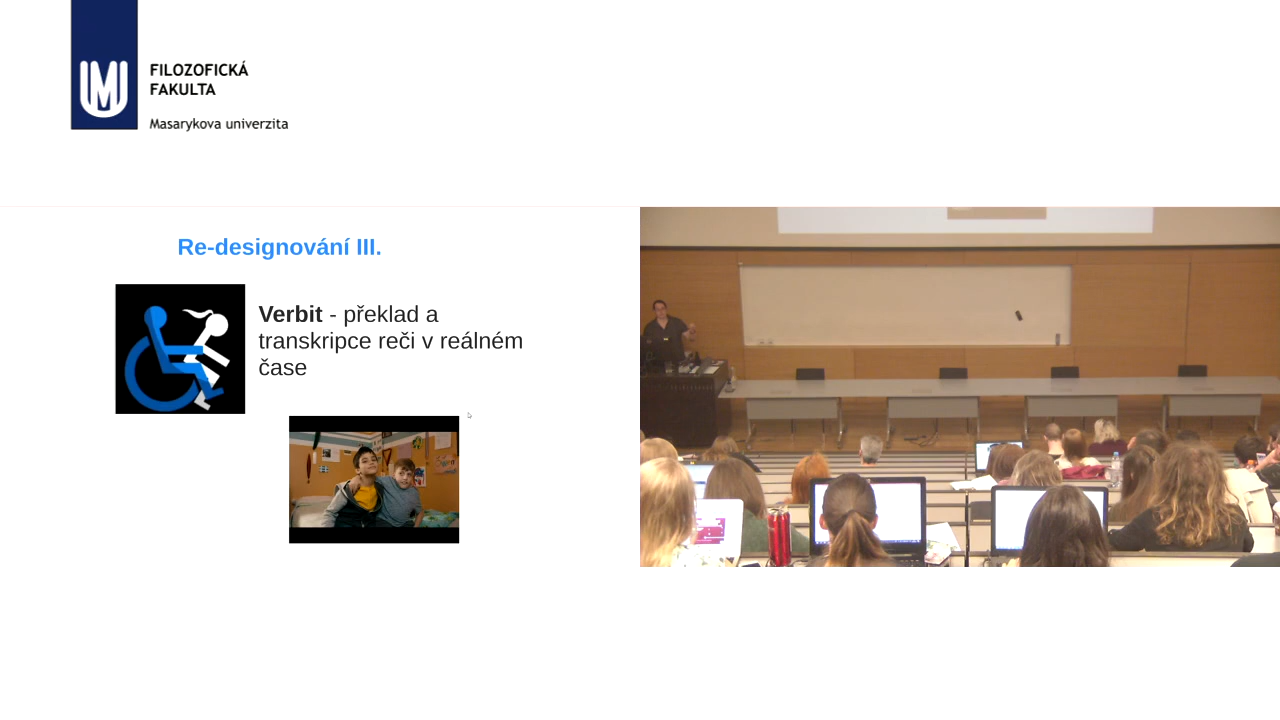 FILOZOFICKÁ
FAKULTA
Masarykova univerzita
Re-designování III.
Verbit - překlad a
transkripce reči v reálném
čase